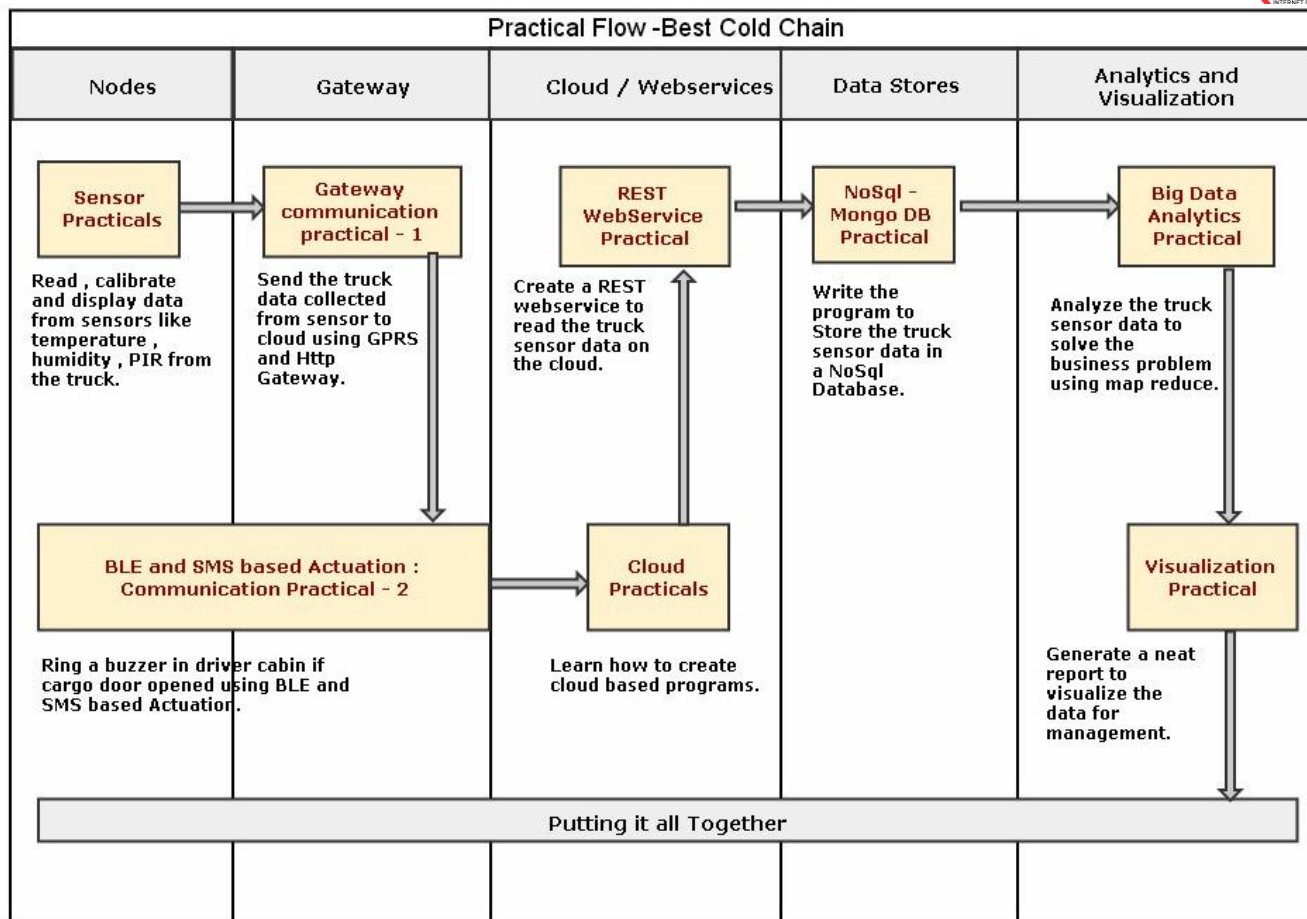 INTERNET
Practical Flow -Best Cold Chain
Nodes
Gateway
Cloud / Webservices
Data Stores
Analytics and
Visualization
Sensor
Practicals
Gateway
communication
practical - 1
REST
WebService
Practical
NoSql -
Mongo DB
Practical
Big Data
Analytics
Practical
Read , calibrate
and display data
from sensors like
temperature ,
humidity , PIR from
the truck.
Send the truck
data collected
from sensor to
cloud using GPRS
and Http
Gateway.
Create a REST
webservice to
read the truck
sensor data on
the cloud.
Write the
program to
Store the truck
sensor data in
a NoSql
Database.
Analyze the truck
sensor data to
solve the
business problem
using map reduce.
BLE and SMS based Actuation :
Communication Practical - 2
Cloud
Practicals
Visualization
Practical
Ring a buzzer in driver cabin if
cargo door opened using BLE and
SMS based Actuation.
Learn how to create
cloud based programs.
Generate a neat
report to
visualize the
data for
management.
Putting it all Together